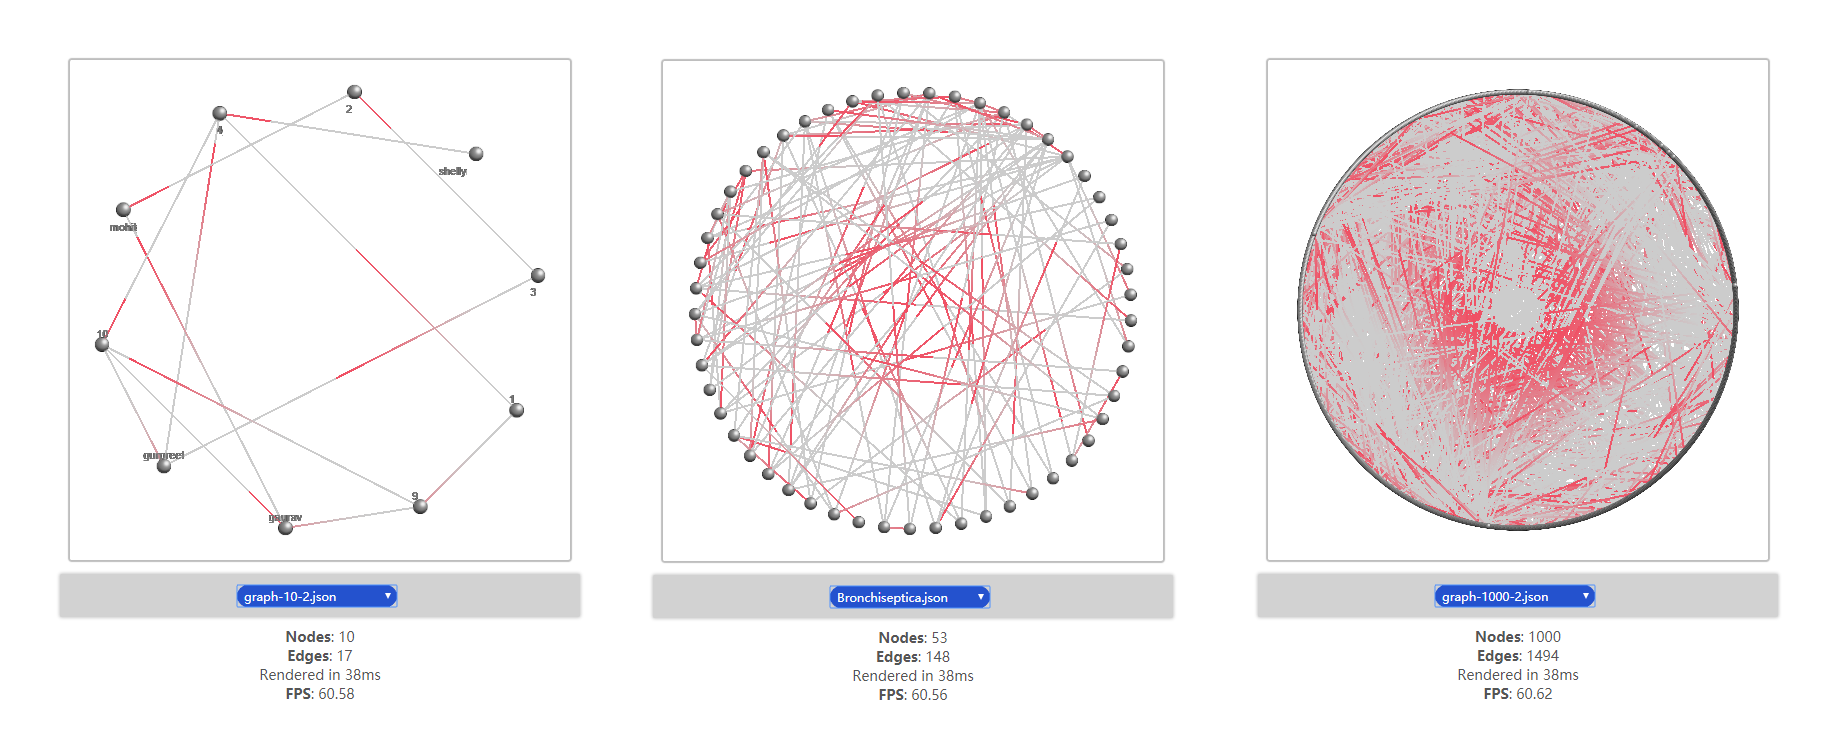 2
4
shelly
mohit
3
10
1
gurpreet
9
gaurav
graph-10-2.json
Nodes: 10
Edges: 17
Rendered in 38ms
FPS: 60.58
Bronchiseptica.json
Nodes: 53
Edges: 148
Rendered in 38ms
FPS: 60.56
graph-1000-2.json
Nodes: 1000
Edges: 1494
Rendered in 38ms
FPS: 60.62